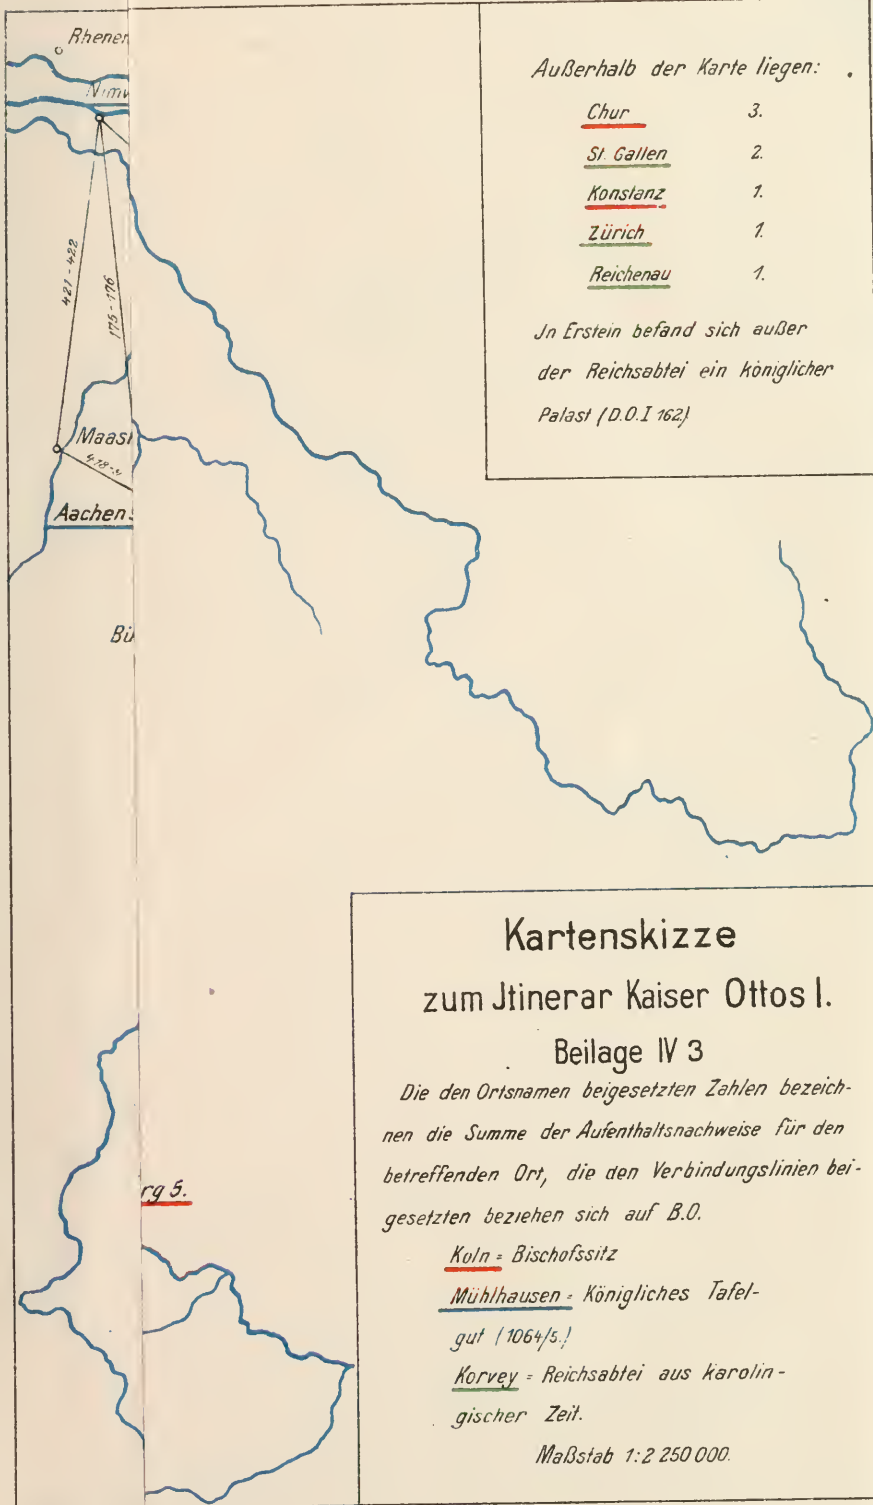 Rhener
Nimw
421-422
175-176
Maast
418-
Aachen
Bü
rg 5.
Außerhalb der Karte liegen:
Chur 3.
St. Gallen 2.
Konstanz 1.
Zürich 1.
Reichenau 1.
Jn Erstein befand sich außer
der Reichsabtei ein königlicher
Palast (D.O.I 162.)
Kartenskizze
zum Jtinerar Kaiser Ottos I.
Beilage IV 3
Die den Ortsnamen beigesetzten Zahlen bezeich-
nen die Summe der Aufenthaltsnachweise für den
betreffenden Ort, die den Verbindungslinien bei-
gesetzten beziehen sich auf B.O.
Koln = Bischofssitz
Mühlhausen = Königliches Tafel-
gut (1064/5.)
Korvey = Reichsabtei aus karolin-
gischer Zeit.
Maßstab 1:2 250 000.